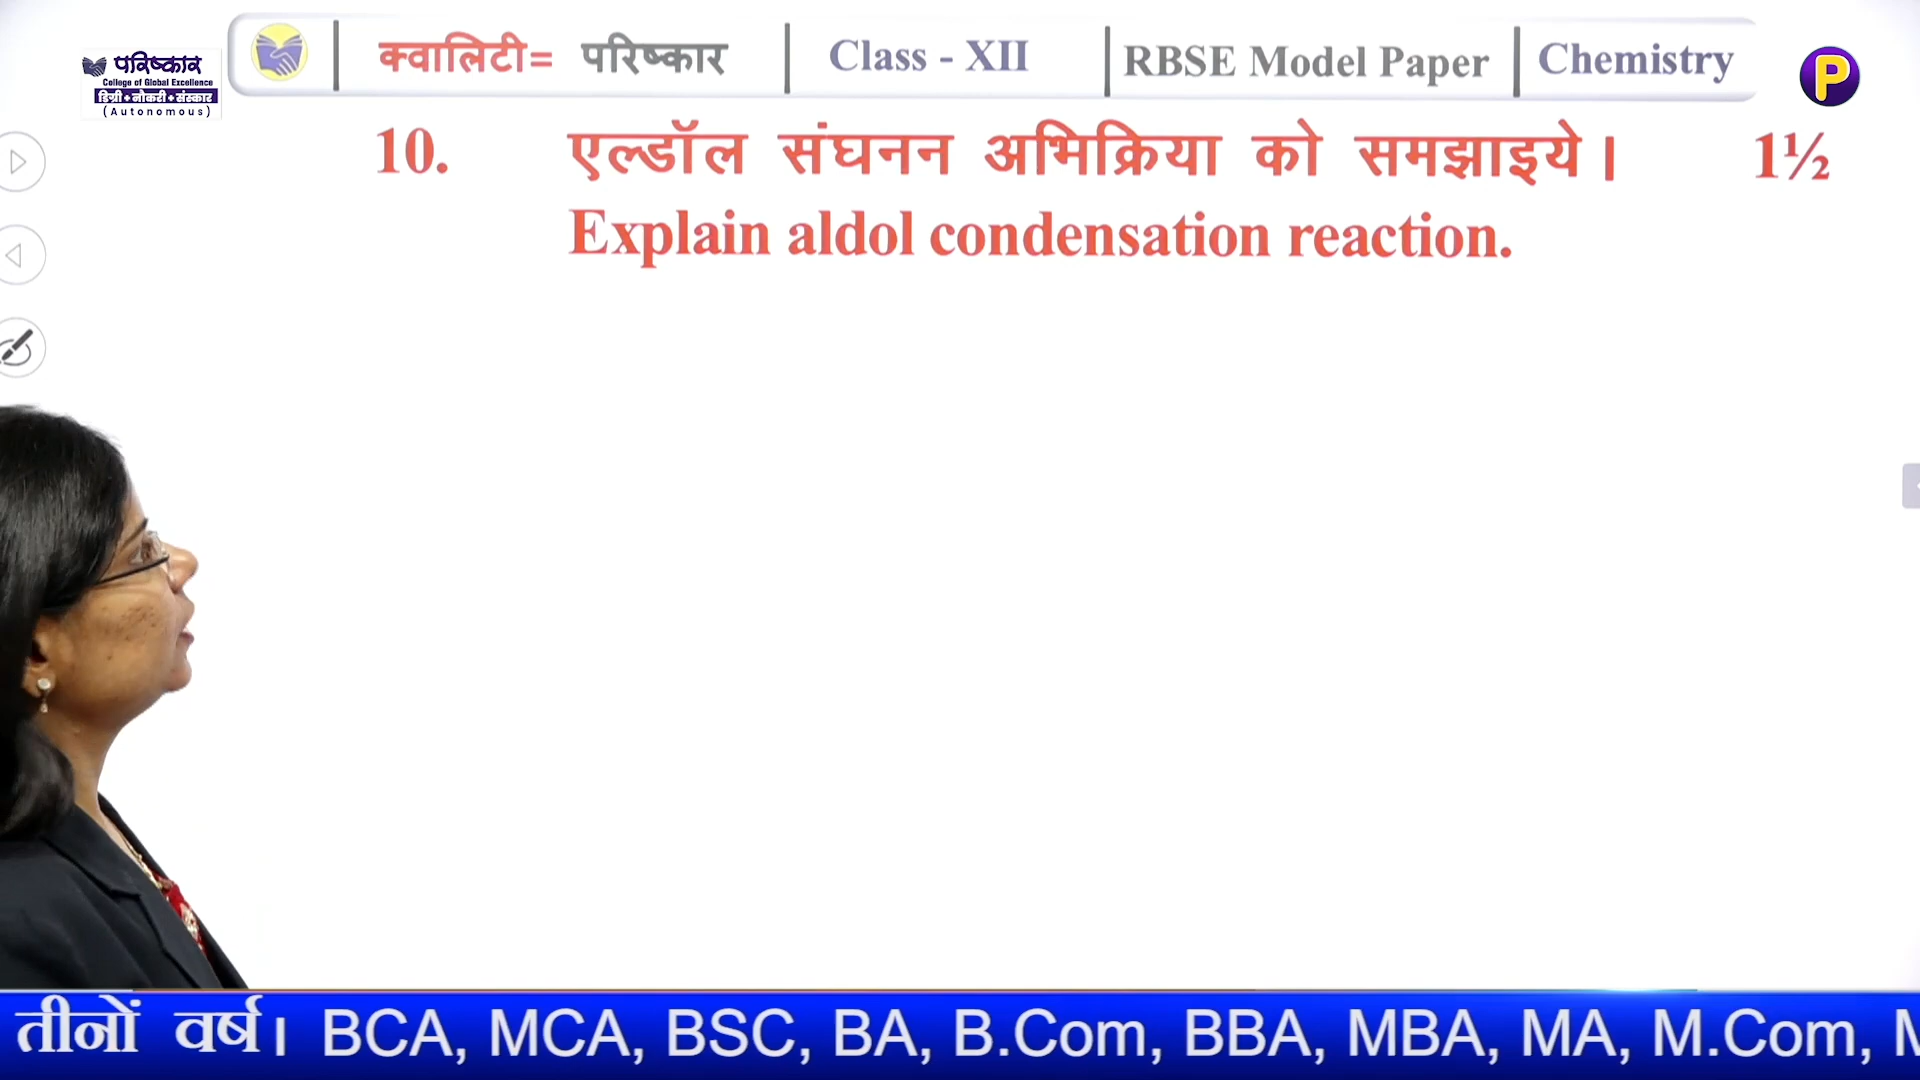 परिष्कार
College of Global Excellence
डिग्री + नौकरी + संस्कार
(Autonomous)
क्वालिटी= परिष्कार
Class - XII
RBSE Model Paper
Chemistry
P
10. एल्डॉल संघनन अभिक्रिया को समझाइये। 1½
Explain aldol condensation reaction.
तीनों वर्ष। BCA, MCA, BSC, BA, B.Com, BBA, MBA, MA, M.Com, M